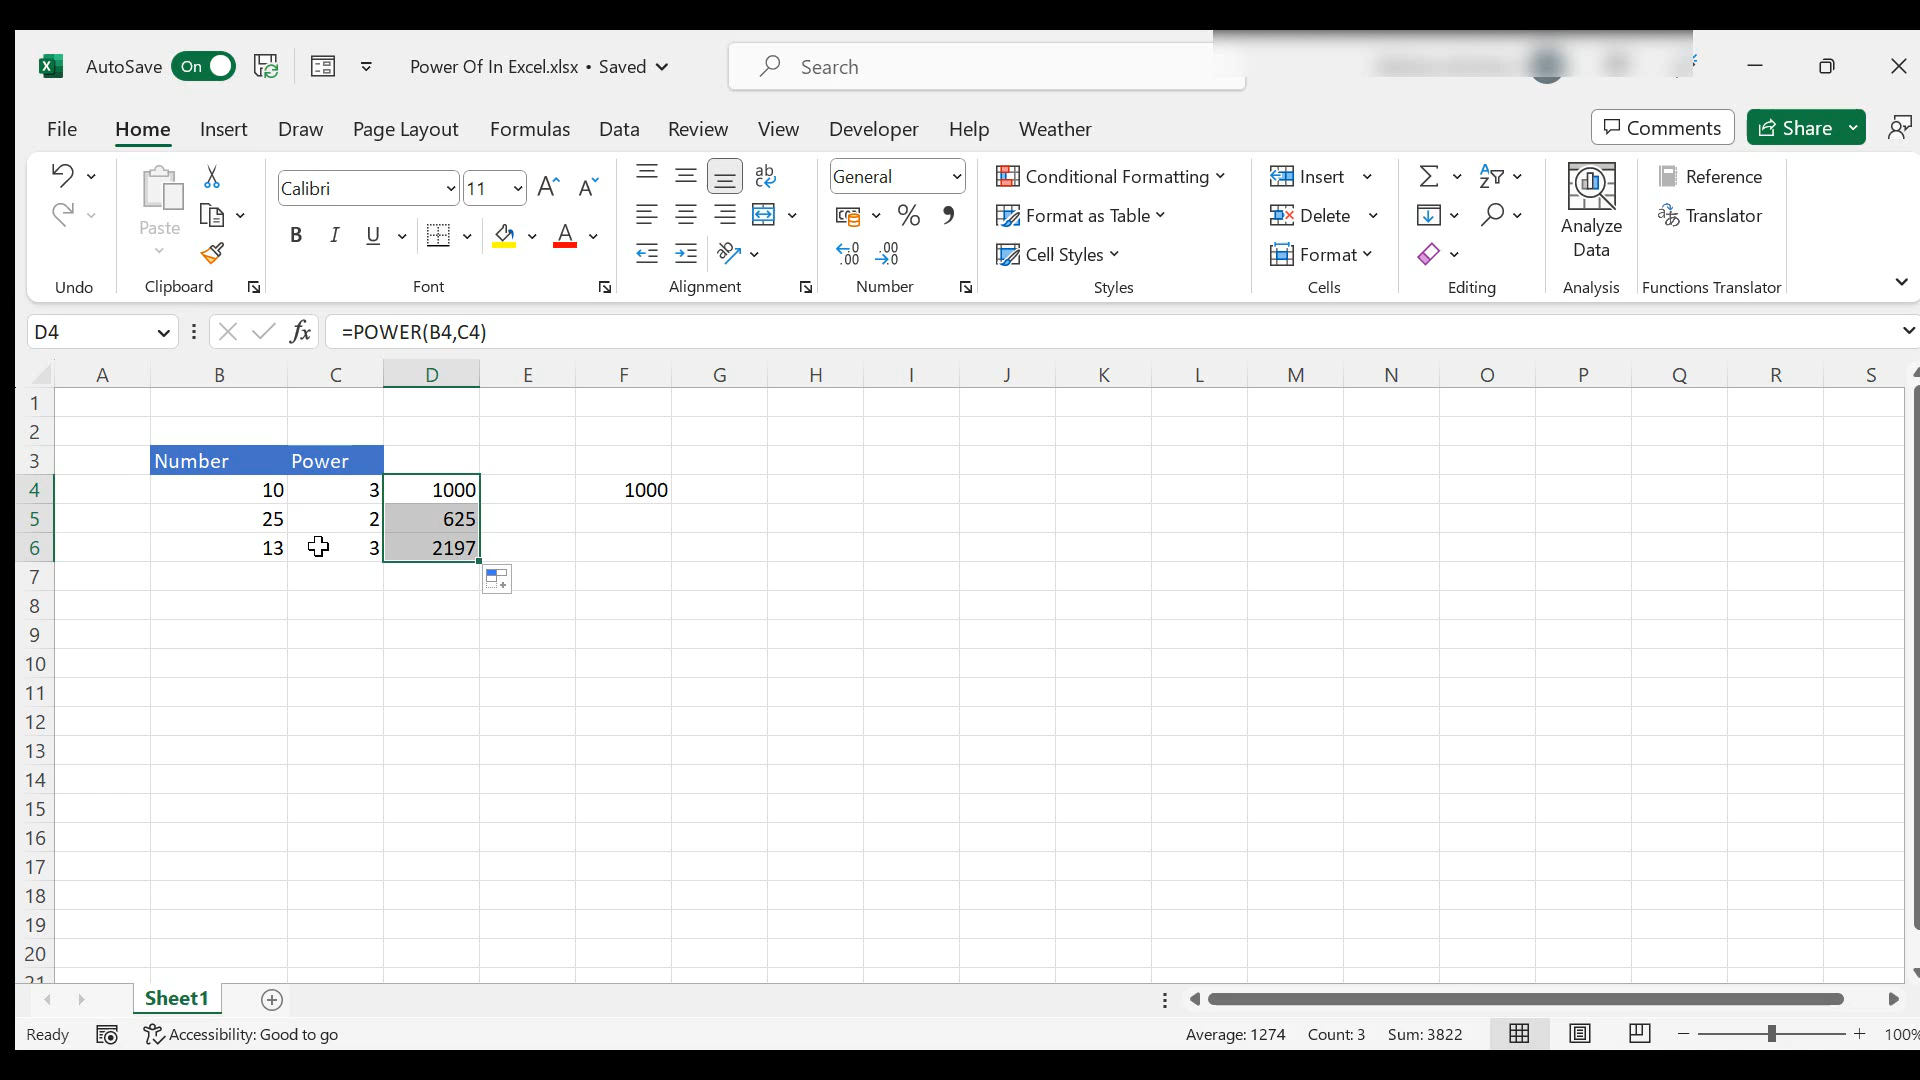 AutoSave On Power Of In Excel.xlsx • Saved Search
File Home Insert Draw Page Layout Formulas Data Review View Developer Help Weather Comments Share
Paste
Calibri 11
B I U
ab
c
General
% 9
Conditional Formatting
Format as Table
Cell Styles
Insert
Delete
Format
Analyze
Data
Reference
Translator
Undo Clipboard Font Alignment Number Styles Cells Editing Analysis Functions Translator
D4 fx =POWER(B4,C4)
A B C D E F G H I J K L M N O P Q R S
1
2
3 Number Power
4 10 3 1000 1000
5 25 2 625
6 13 3 2197
7
8
9
10
11
12
13
14
15
16
17
18
19
20
21
Sheet1
Ready Accessibility: Good to go Average: 1274 Count: 3 Sum: 3822 100%